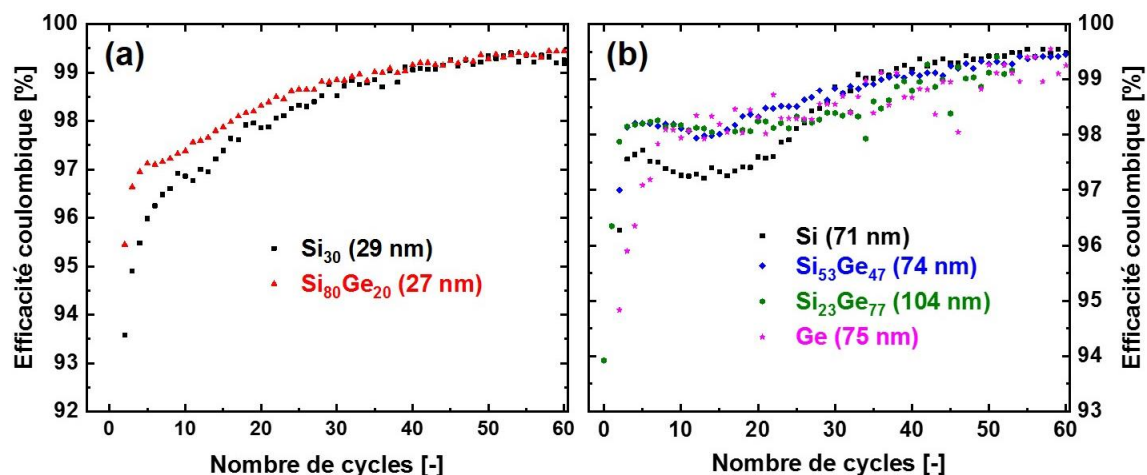 (a)
Efficacité coulombique [%]
100
99
98
97
96
95
94
93
92
Si30 (29 nm)
Si80Ge20 (27 nm)
0 10 20 30 40 50 60
Nombre de cycles [-]
(b)
Si (71 nm)
Si53Ge47 (74 nm)
Si23Ge77 (104 nm)
Ge (75 nm)
0 10 20 30 40 50 60
Nombre de cycles [-]
100
99
98
97
96
95
94
93
Efficacité coulombique [%]